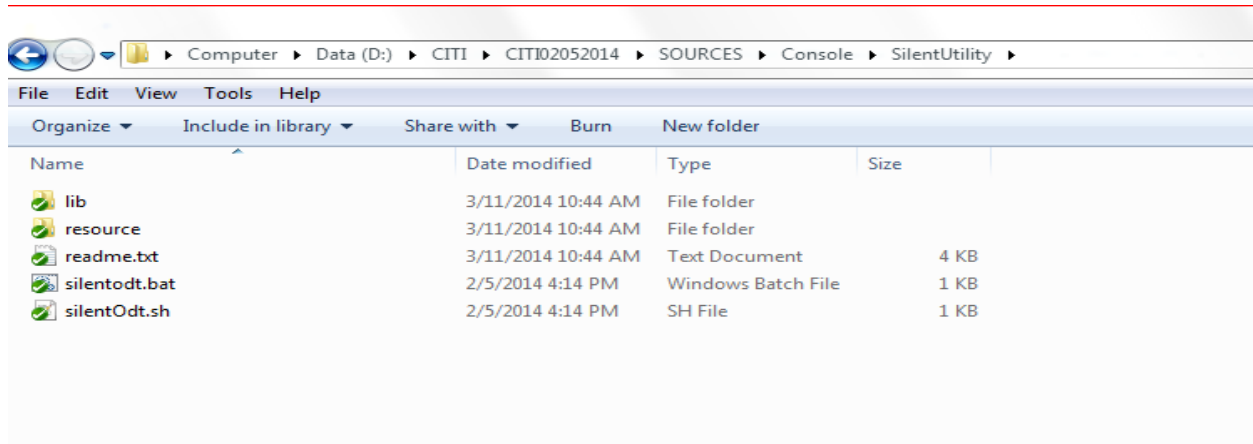 Computer Data (D:) CITI CITI02052014 SOURCES Console SilentUtility
File Edit View Tools Help
Organize Include in library Share with Burn New folder
Name Date modified Type Size
lib 3/11/2014 10:44 AM File folder
resource 3/11/2014 10:44 AM File folder
readme.txt 3/11/2014 10:44 AM Text Document 4 KB
silentodt.bat 2/5/2014 4:14 PM Windows Batch File 1 KB
silentOdt.sh 2/5/2014 4:14 PM SH File 1 KB